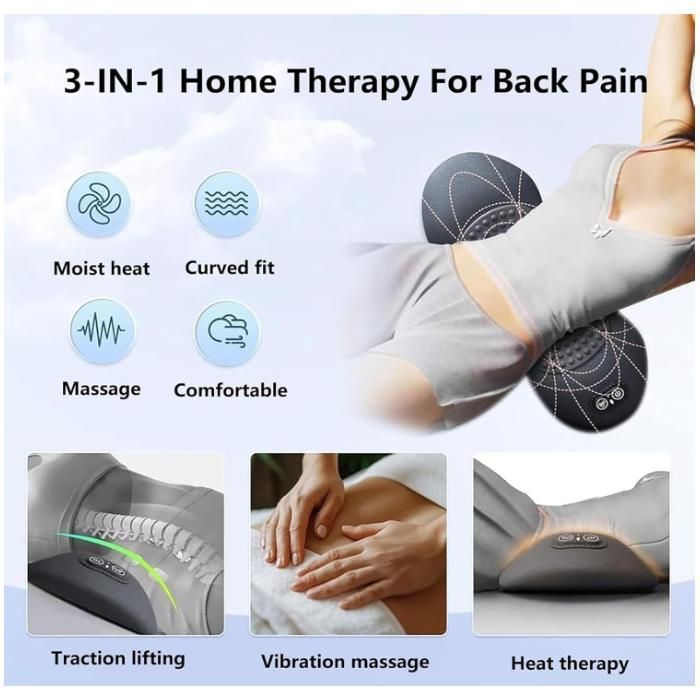 3-IN-1 Home Therapy For Back Pain
Moist heat
Curved fit
Massage
Comfortable
Traction lifting
Vibration massage
Heat therapy